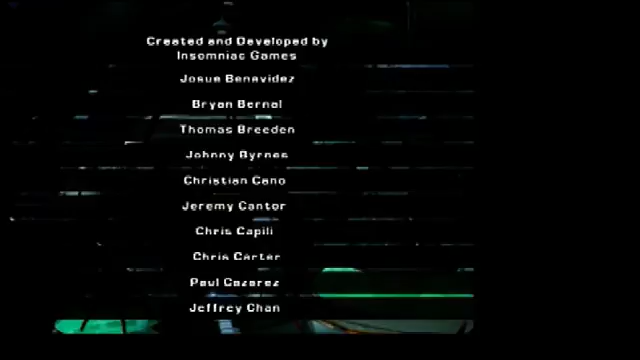 Created and Developed by
Insomniac Games
Josue Benavidez
Bryan Bernal
Thomas Breeden
Johnny Byrnes
Christian Cano
Jeremy Cantor
Chris Capili
Chris Carter
Paul Cazarez
Jeffrey Chan